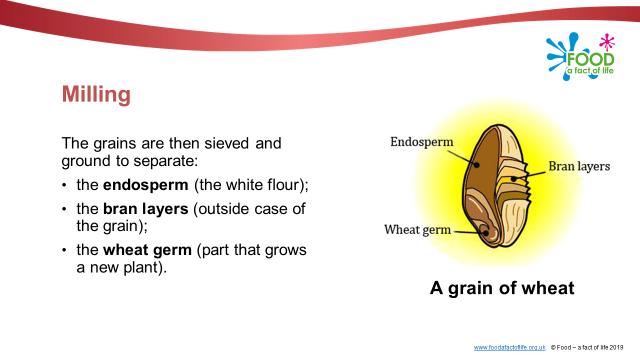 FOOD
a fact of life
Milling
The grains are then sieved and
ground to separate:
• the endosperm (the white flour);
• the bran layers (outside case of
the grain);
• the wheat germ (part that grows
a new plant).
Endosperm
Bran layers
Wheat germ
A grain of wheat
www.foodafactoflife.org.uk © Food – a fact of life 2019